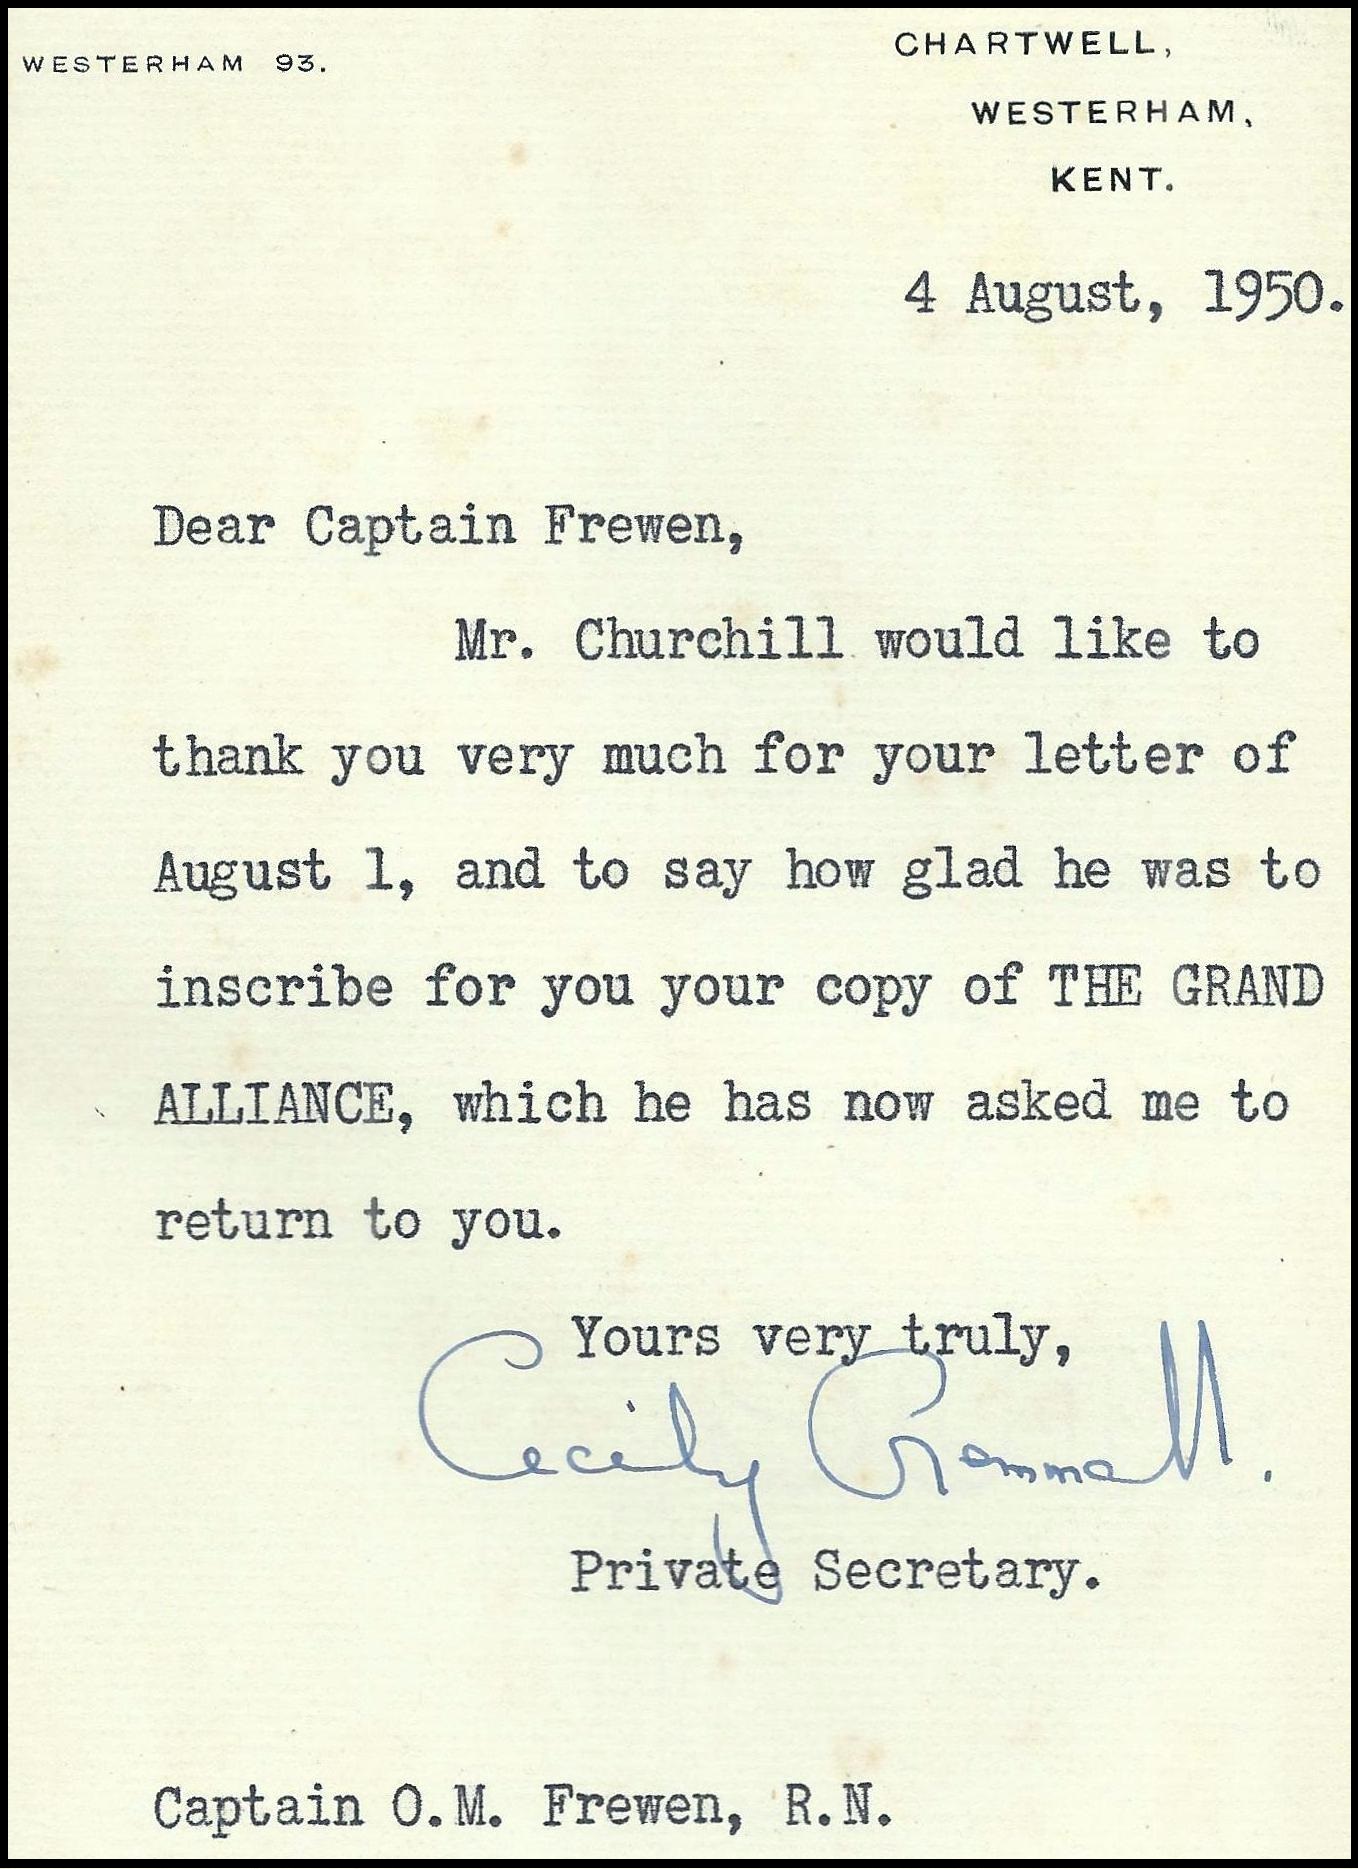 WESTERHAM 93.
CHARTWELL,
WESTERHAM,
KENT.
4 August, 1950.
Dear Captain Frewen,
Mr. Churchill would like to
thank you very much for your letter of
August 1, and to say how glad he was to
inscribe for you your copy of THE GRAND
ALLIANCE, which he has now asked me to
return to you.
Yours very truly,
Cecily Gemmell.
Private Secretary.
Captain O.M. Frewen, R.N.